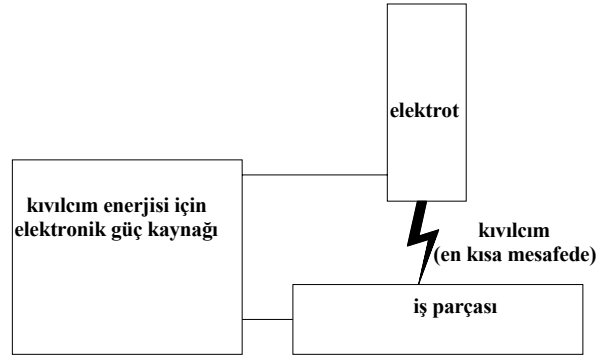 elektrot
kıvılcım enerjisi için
elektronik güç kaynağı
kıvılcım
(en kısa mesafede)
iş parçası